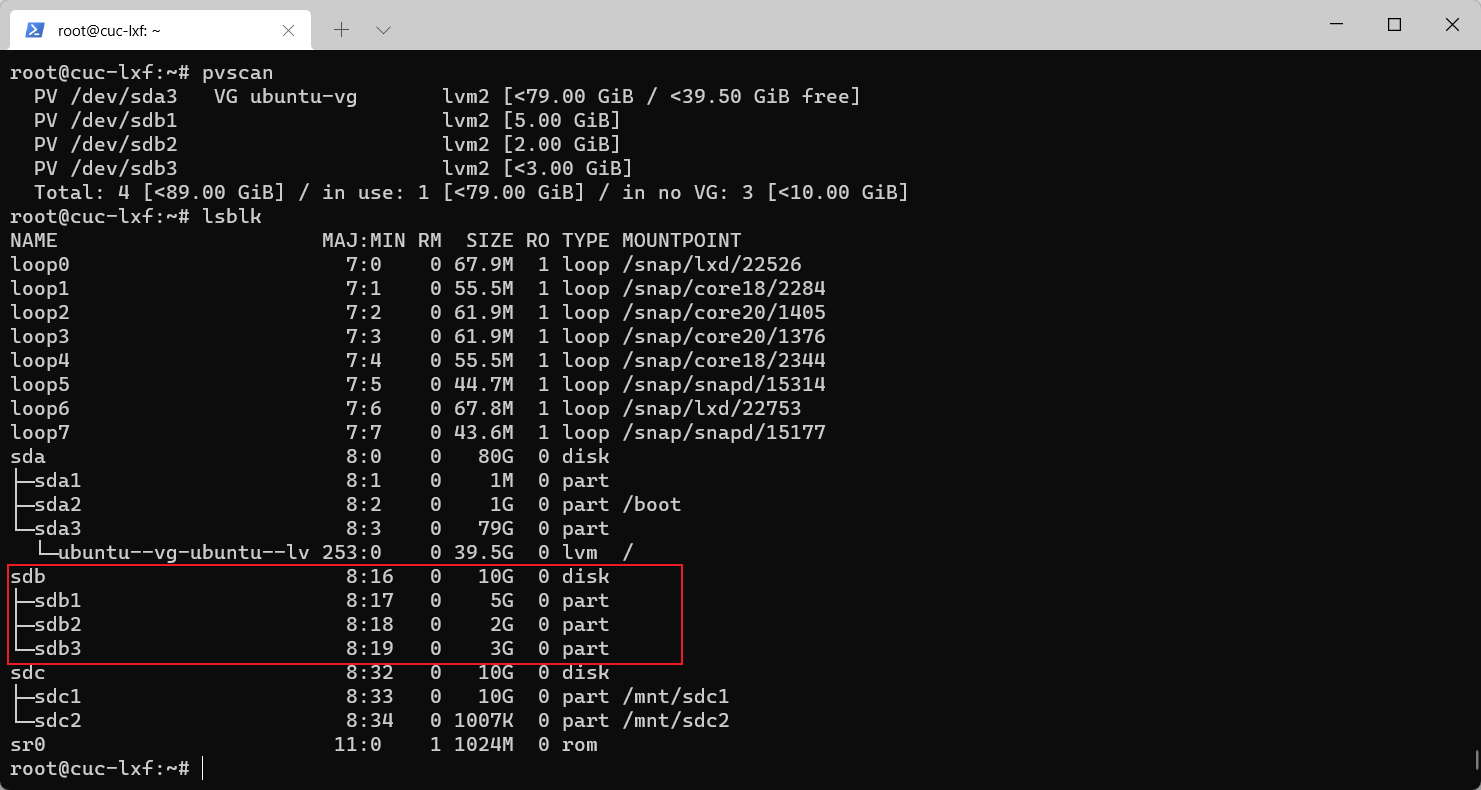 root@cuc-lxf: ~
root@cuc-lxf:~# pvscan
  PV /dev/sda3   VG ubuntu-vg       lvm2 [<79.00 GiB / <39.50 GiB free]
  PV /dev/sdb1                      lvm2 [5.00 GiB]
  PV /dev/sdb2                      lvm2 [2.00 GiB]
  PV /dev/sdb3                      lvm2 [<3.00 GiB]
  Total: 4 [<89.00 GiB] / in use: 1 [<79.00 GiB] / in no VG: 3 [<10.00 GiB]
root@cuc-lxf:~# lsblk
NAME                      MAJ:MIN RM  SIZE RO TYPE MOUNTPOINT
loop0                       7:0    0 67.9M  1 loop /snap/lxd/22526
loop1                       7:1    0 55.5M  1 loop /snap/core18/2284
loop2                       7:2    0 61.9M  1 loop /snap/core20/1405
loop3                       7:3    0 61.9M  1 loop /snap/core20/1376
loop4                       7:4    0 55.5M  1 loop /snap/core18/2344
loop5                       7:5    0 44.7M  1 loop /snap/snapd/15314
loop6                       7:6    0 67.8M  1 loop /snap/lxd/22753
loop7                       7:7    0 43.6M  1 loop /snap/snapd/15177
sda                         8:0    0   80G  0 disk
├─sda1                      8:1    0    1M  0 part
├─sda2                      8:2    0    1G  0 part /boot
└─sda3                      8:3    0   79G  0 part
  └─ubuntu--vg-ubuntu--lv 253:0    0 39.5G  0 lvm  /
sdb                         8:16   0   10G  0 disk
├─sdb1                      8:17   0    5G  0 part
├─sdb2                      8:18   0    2G  0 part
└─sdb3                      8:19   0    3G  0 part
sdc                         8:32   0   10G  0 disk
├─sdc1                      8:33   0   10G  0 part /mnt/sdc1
└─sdc2                      8:34   0 1007K  0 part /mnt/sdc2
sr0                        11:0    1 1024M  0 rom
root@cuc-lxf:~#